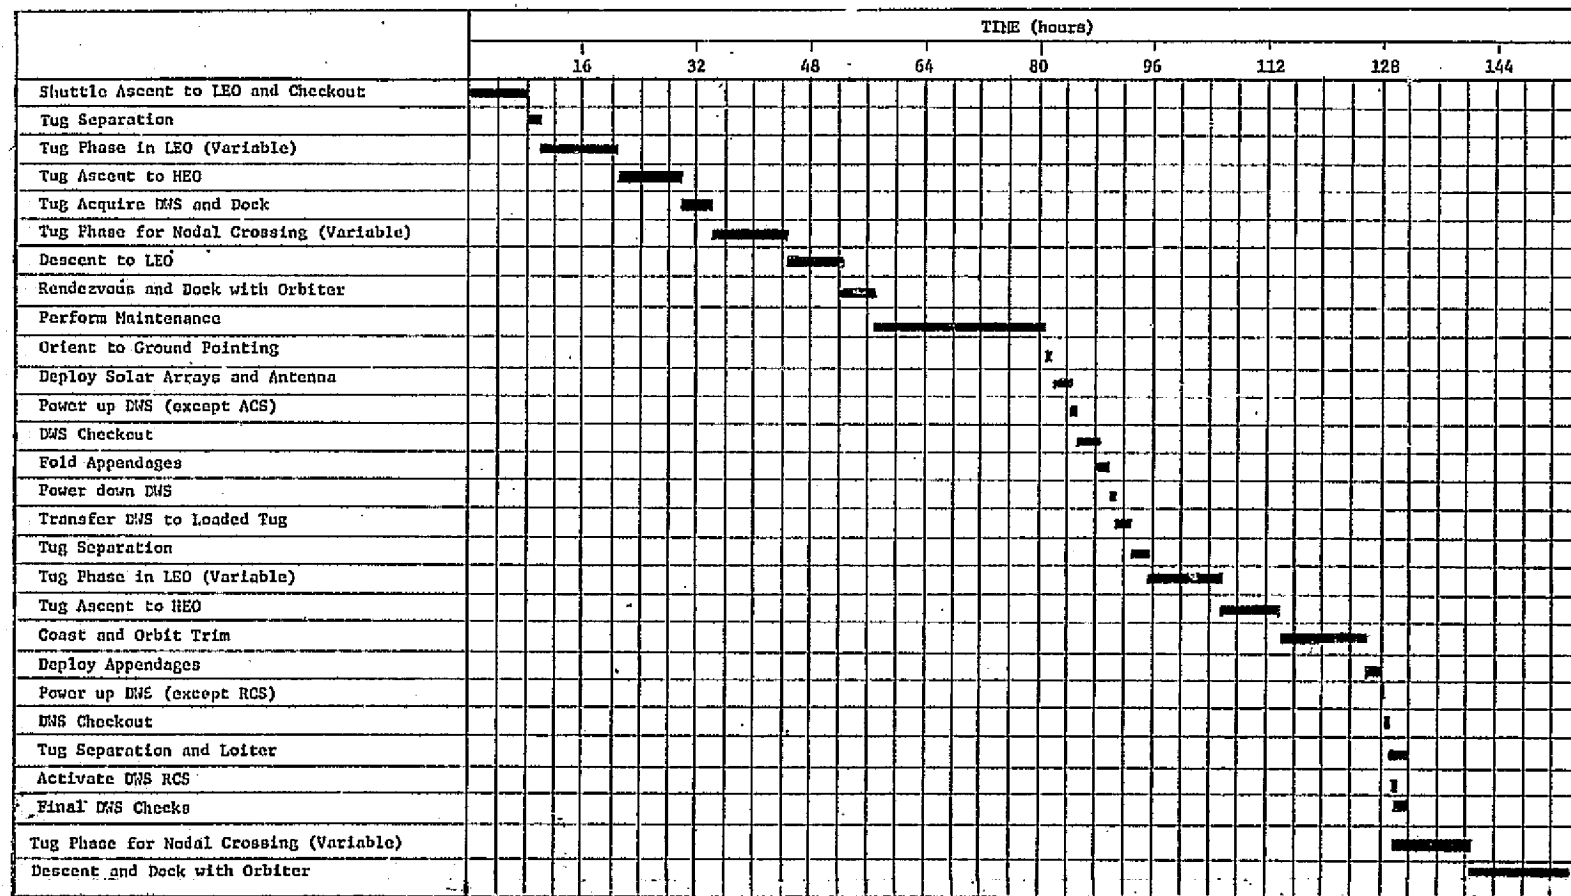 TIME (hours)
16 32 48 64 80 96 112 128 144
Shuttle Ascent to LEO and Checkout
Tug Separation
Tug Phase in LEO (Variable)
Tug Ascent to HEO
Tug Acquire DWS and Dock
Tug Phase for Nodal Crossing (Variable)
Descent to LEO
Rendezvous and Dock with Orbiter
Perform Maintenance
Orient to Ground Pointing
Deploy Solar Arrays and Antenna
Power up DWS (except ACS)
DWS Checkout
Fold Appendages
Power down DWS
Transfer DWS to Loaded Tug
Tug Separation
Tug Phase in LEO (Variable)
Tug Ascent to HEO
Coast and Orbit Trim
Deploy Appendages
Power up DWS (except RCS)
DWS Checkout
Tug Separation and Loiter
Activate DWS RCS
Final DWS Checks
Tug Phase for Nodal Crossing (Variable)
Descent and Dock with Orbiter